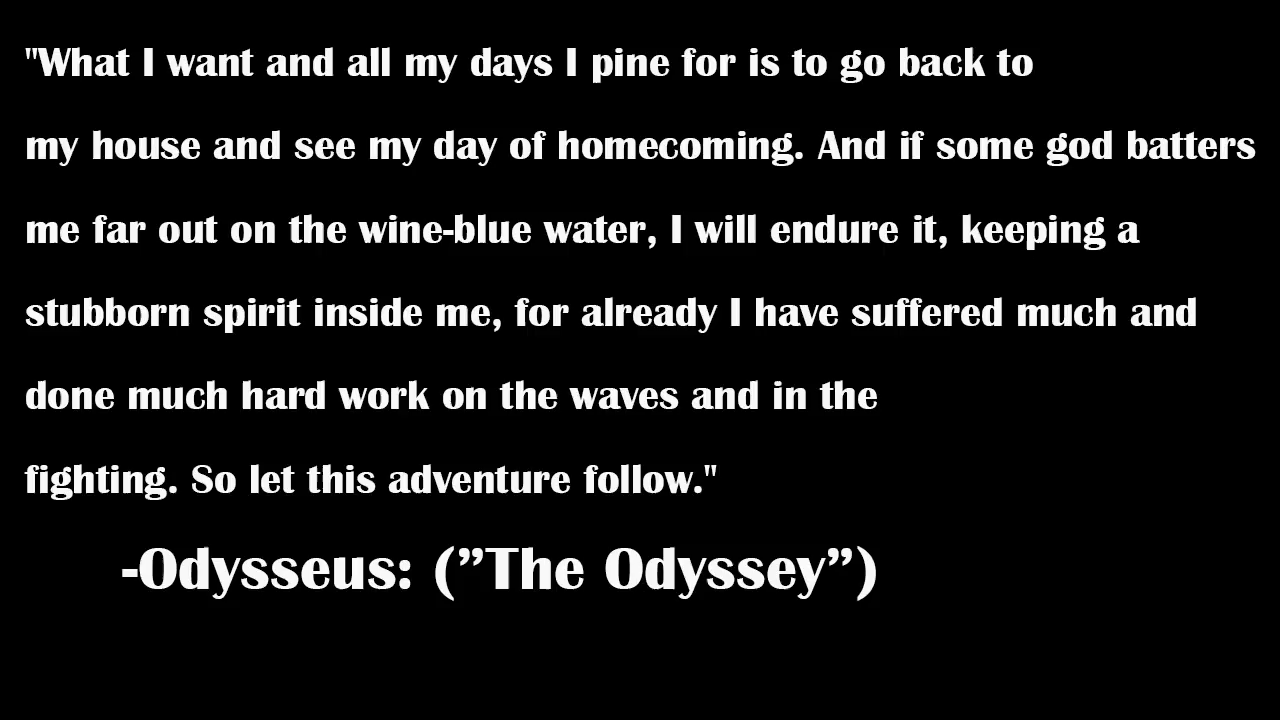 "What I want and all my days I pine for is to go back to
my house and see my day of homecoming. And if some god batters
me far out on the wine-blue water, I will endure it, keeping a
stubborn spirit inside me, for already I have suffered much and
done much hard work on the waves and in the
fighting. So let this adventure follow."
-Odysseus: (”The Odyssey”)